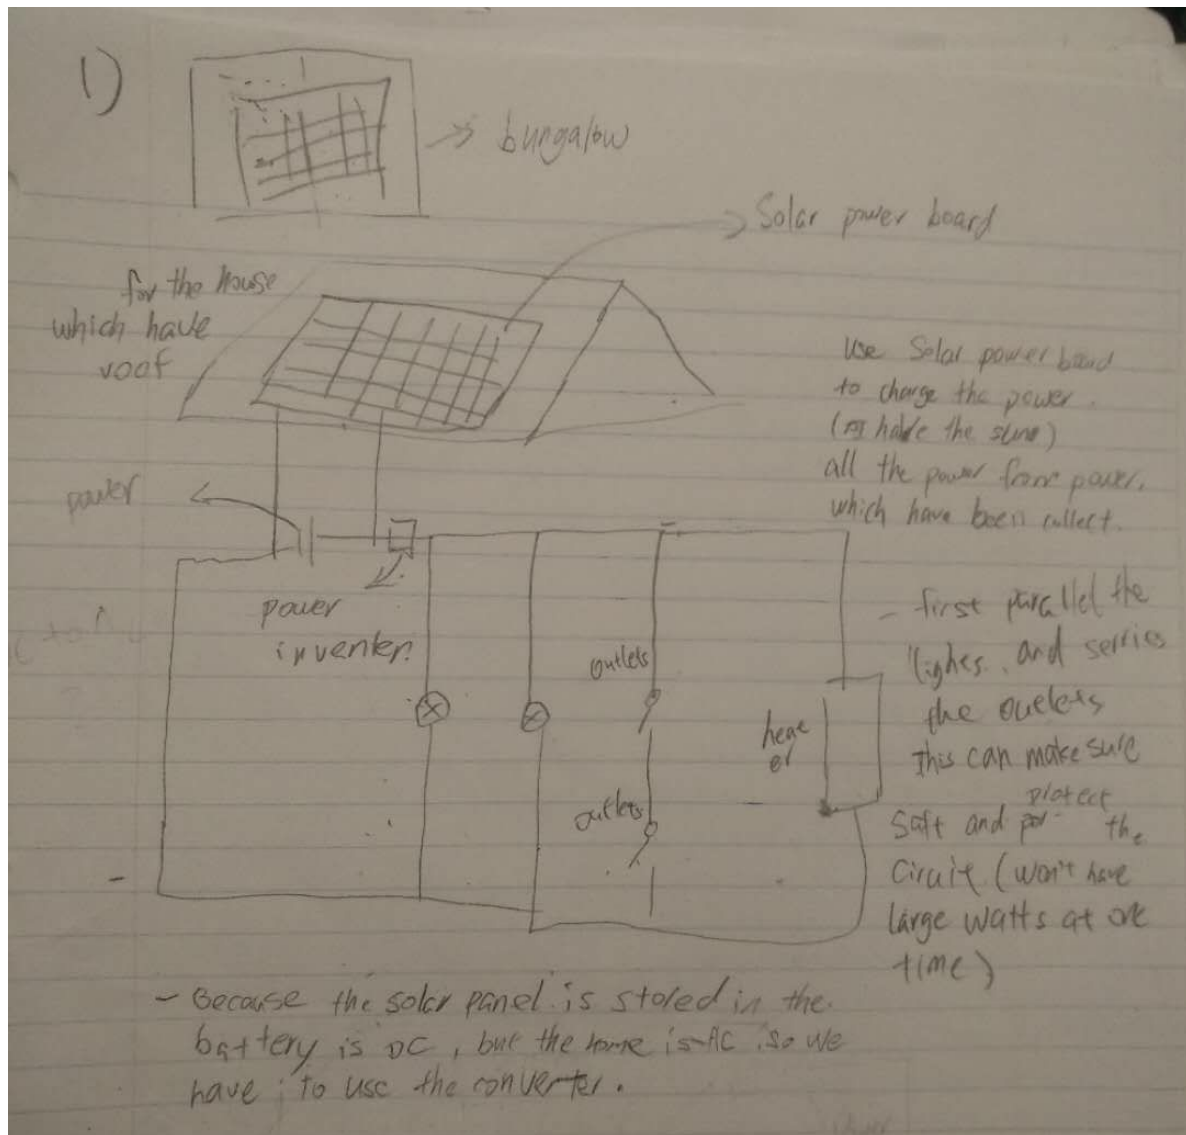 1)
bungalow
Solar power board
for the house
which have
roof
use Solar power board
to charge the power.
have the
all the power from power.
which have been collect.
power
power
inventer.
outlets
heat
er
outlets
- first parallel the
lighes. and serries
the outlets
This can make sure
protect
Saft and the
Circuit (won't have
large watts at one
time)
- Because the solar panel is stored in the
battery is DC, but the home is AC so we
have to use the converter.